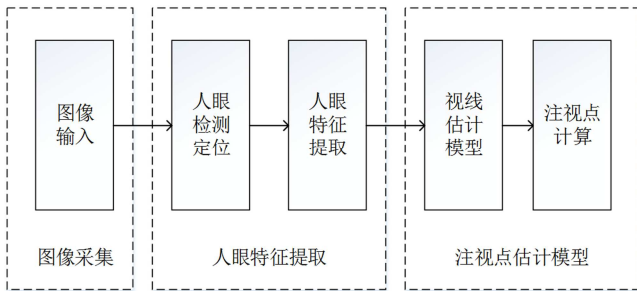 图像
输入
人眼
检测
定位
人眼
特征
提取
视线
估计
模型
注视点
计算
图像采集
人眼特征提取
注视点估计模型